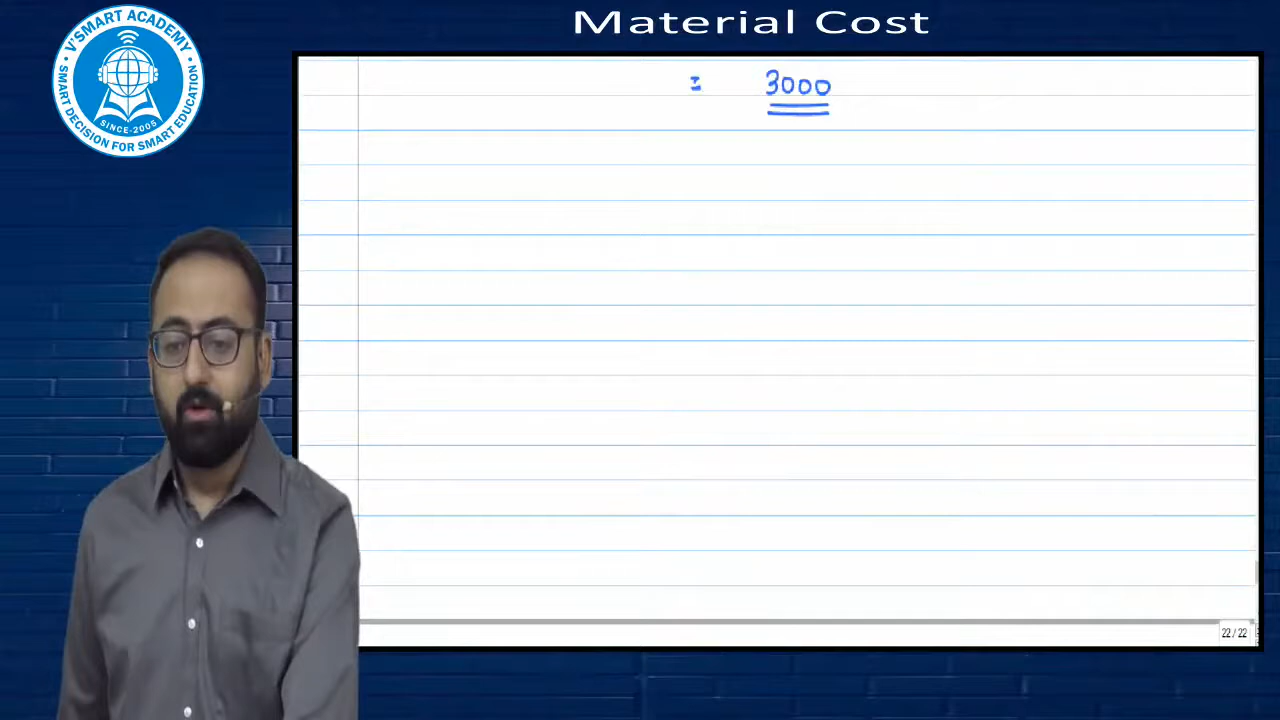 Material Cost
V'SMART ACADEMY
SINCE-2005
SMART DECISION FOR SMART EDUCATION
= 3000
22 / 22